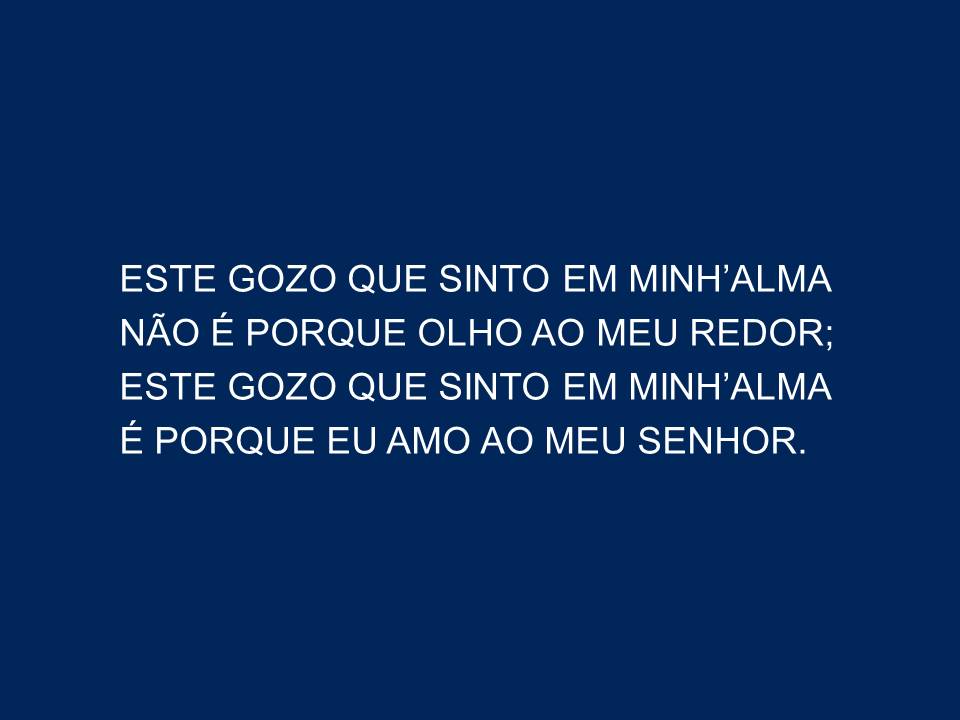 ESTE GOZO QUE SINTO EM MINH’ALMA
NÃO É PORQUE OLHO AO MEU REDOR;
ESTE GOZO QUE SINTO EM MINH’ALMA
É PORQUE EU AMO AO MEU SENHOR.